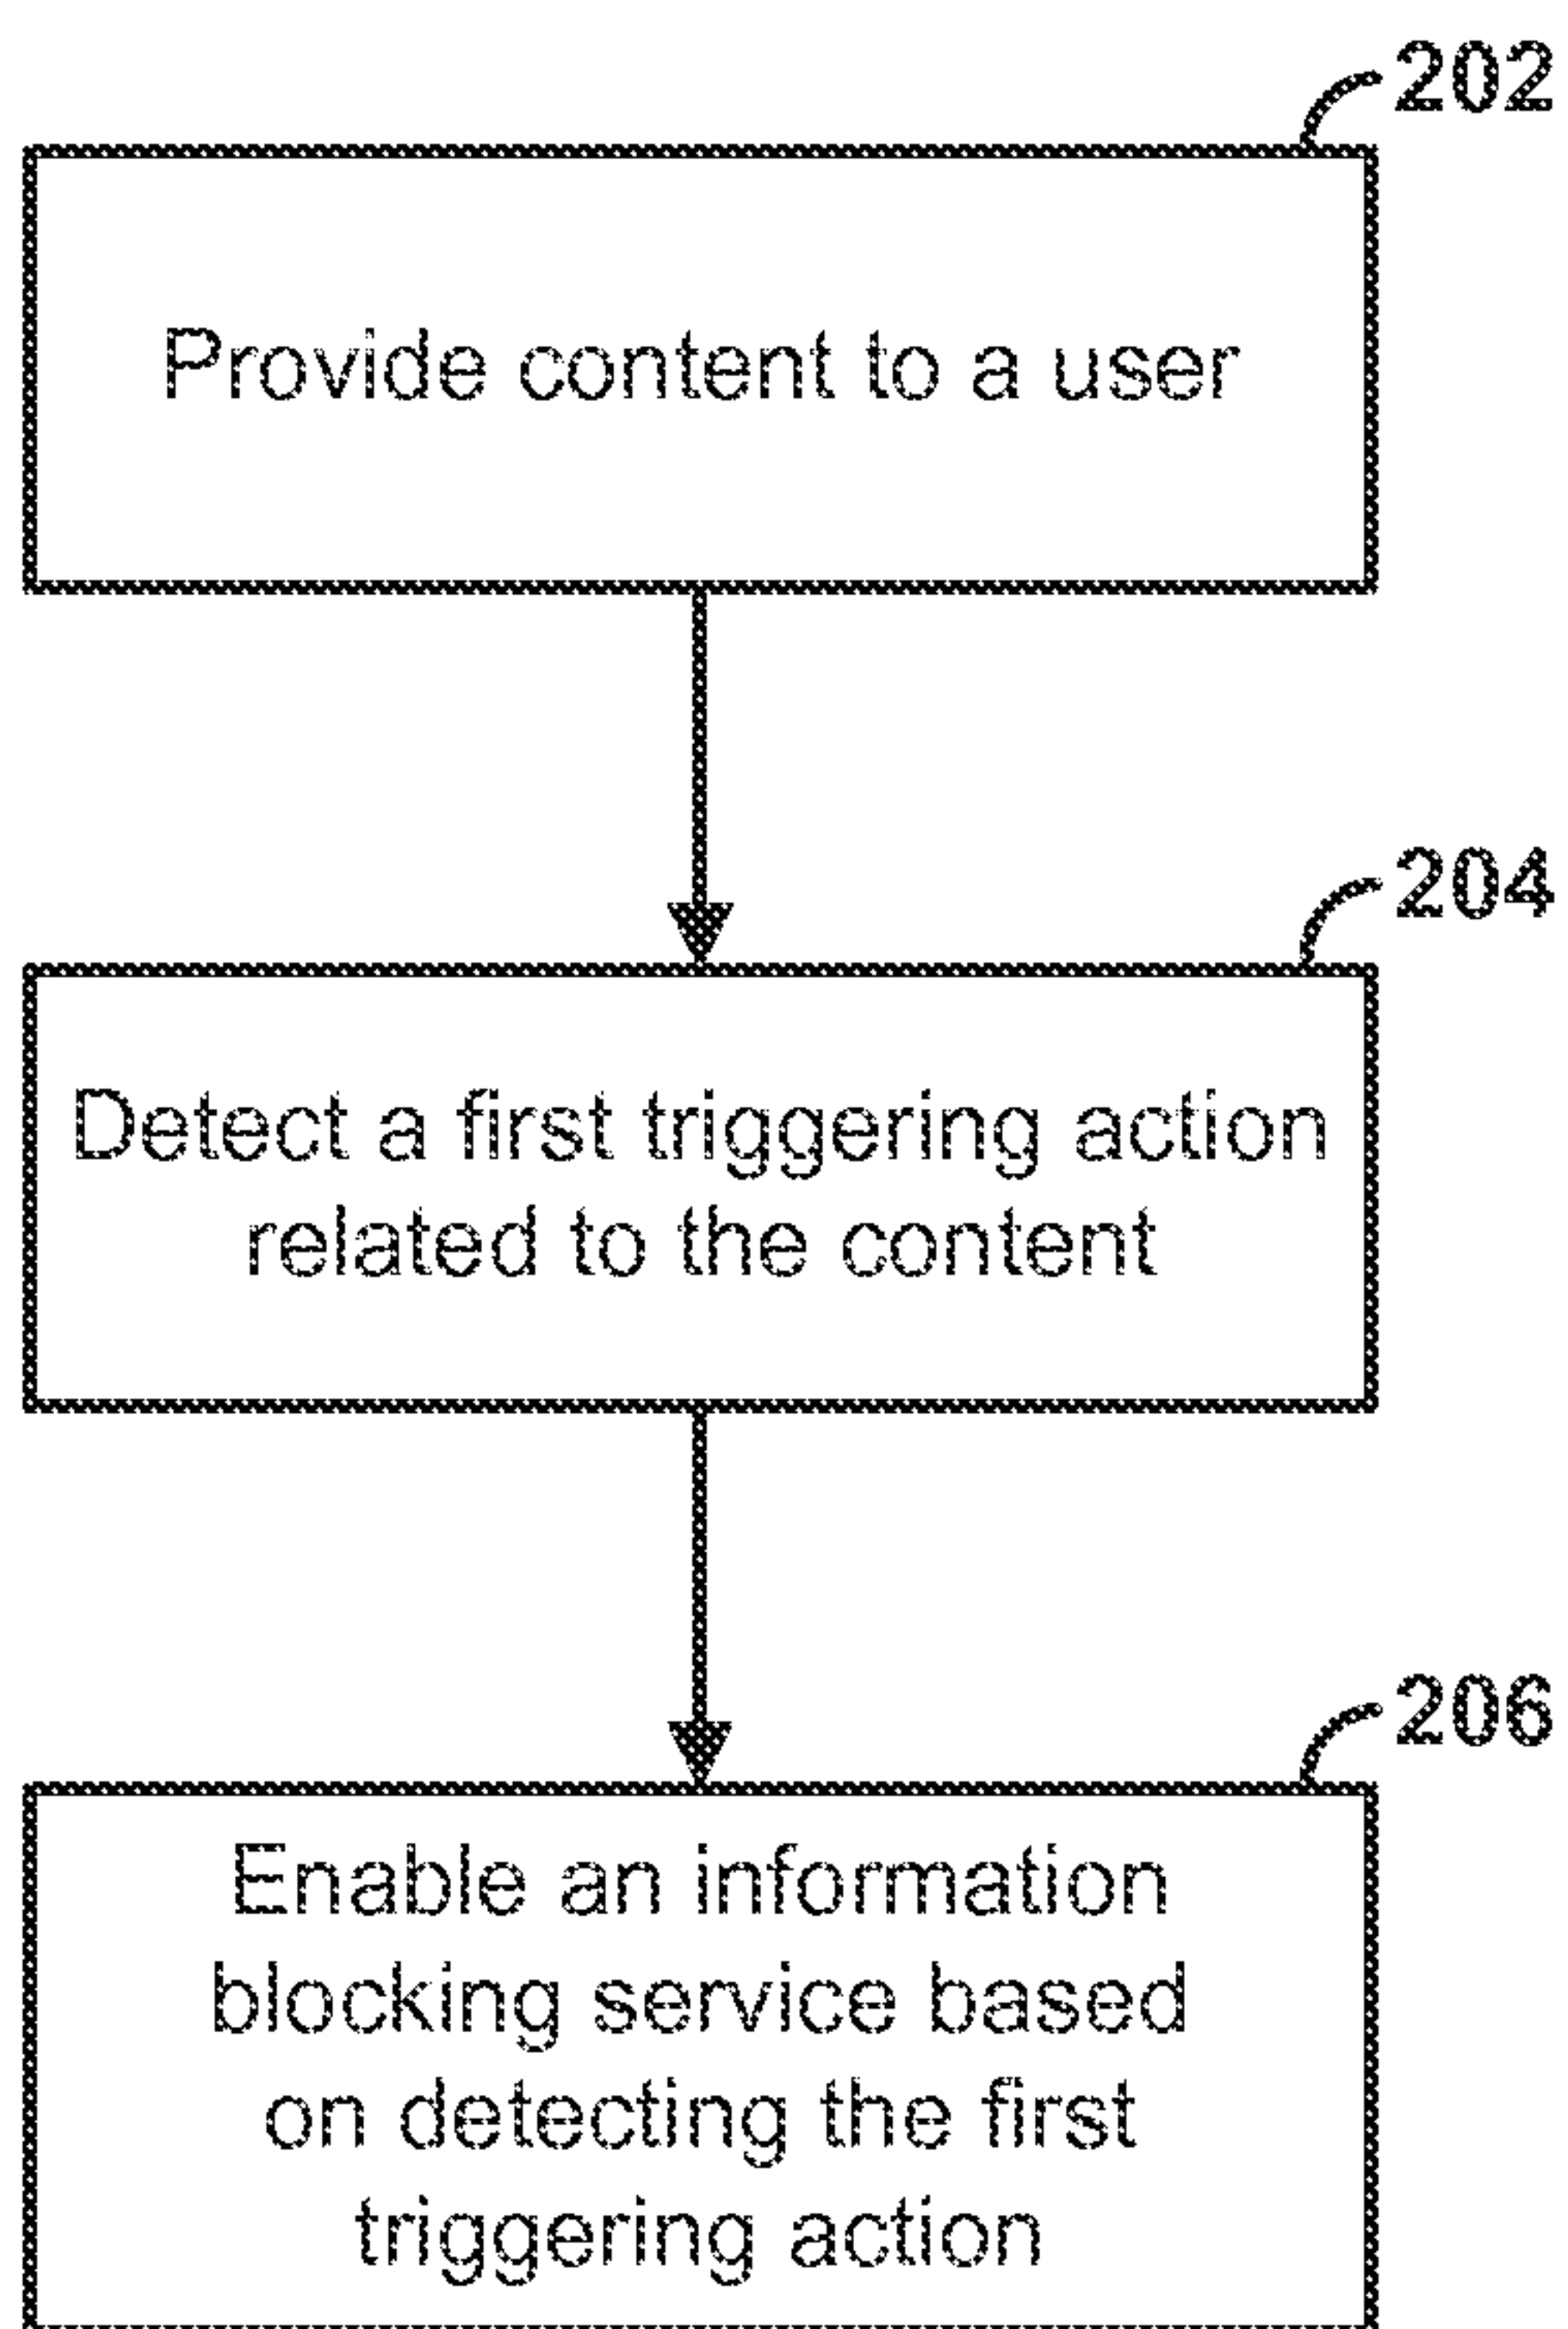 202
Provide content to a user
204
Detect a first triggering action
related to the content
206
Enable an information
blocking service based
on detecting the first
triggering action